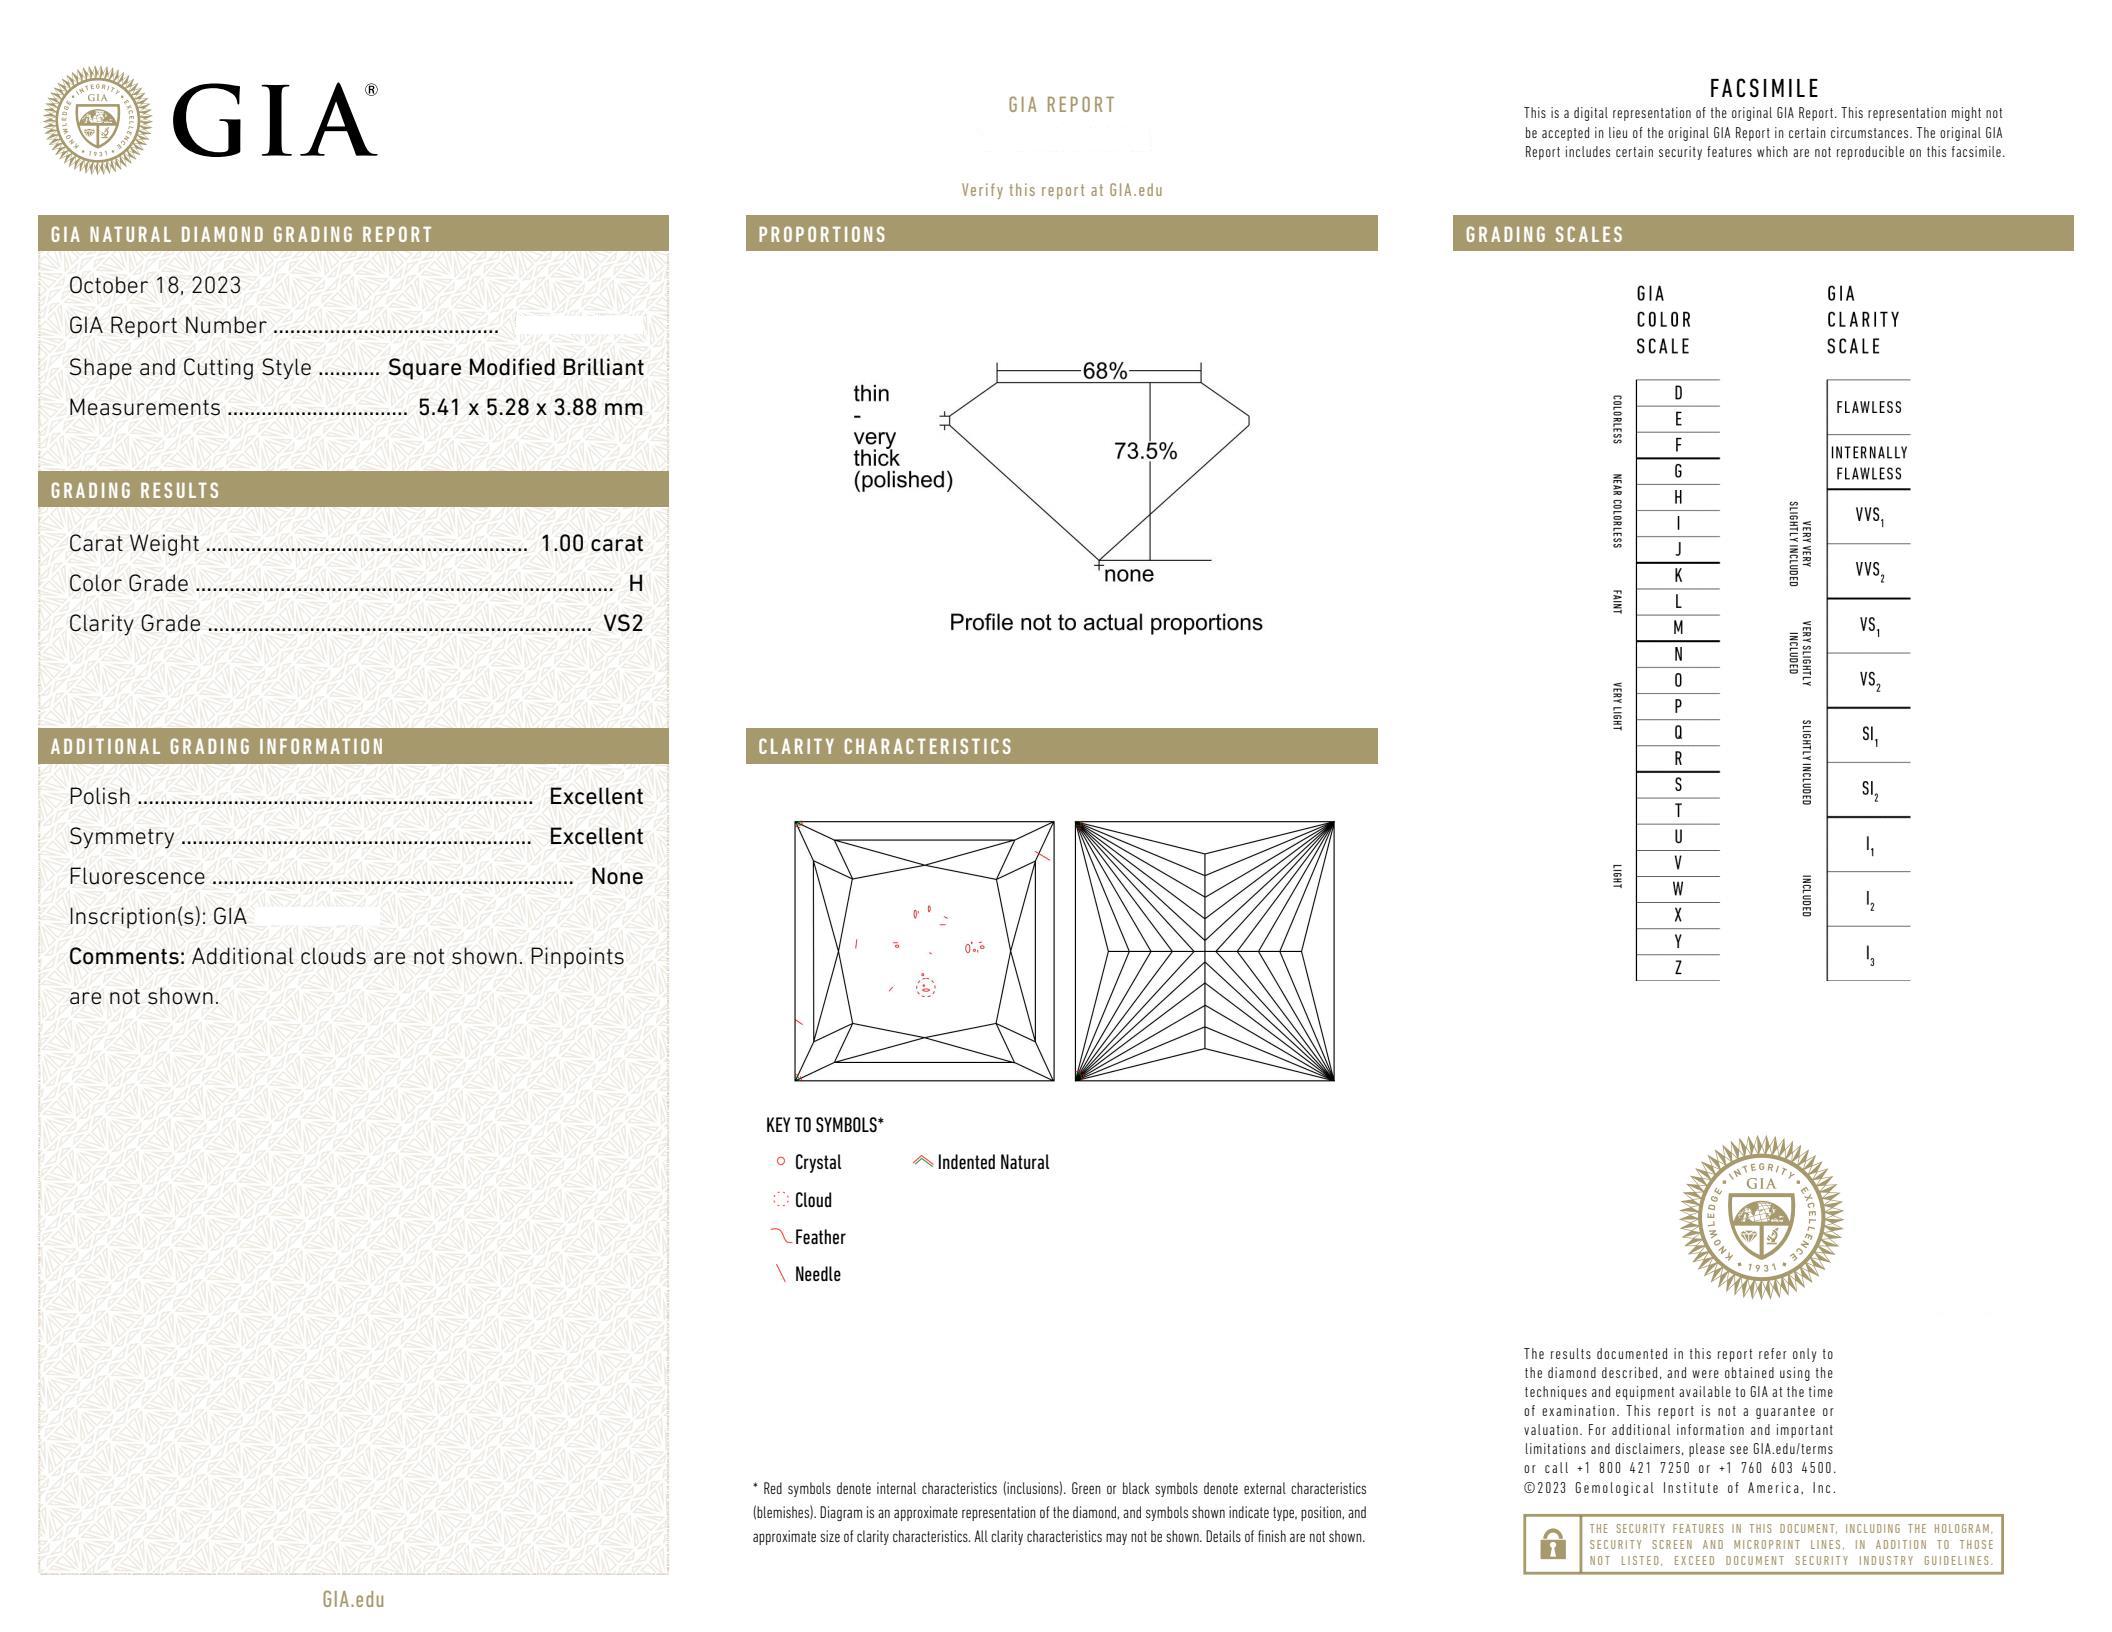 GIA®
KNOWLEDGE • INTEGRITY • EXCELLENCE
GIA
• 1931 •
GIA NATURAL DIAMOND GRADING REPORT
October 18, 2023
GIA Report Number
Shape and Cutting Style ........... Square Modified Brilliant
Measurements ................................ 5.41 x 5.28 x 3.88 mm
GRADING RESULTS
Carat Weight ......................................................... 1.00 carat
Color Grade .......................................................................... H
Clarity Grade .................................................................... VS2
ADDITIONAL GRADING INFORMATION
Polish ...................................................................... Excellent
Symmetry .............................................................. Excellent
Fluorescence ................................................................ None
Inscription(s): GIA
Comments: Additional clouds are not shown. Pinpoints
are not shown.
GIA.edu
GIA REPORT
Verify this report at GIA.edu
PROPORTIONS
68%
thin
-
very
thick
(polished)
73.5%
none
Profile not to actual proportions
CLARITY CHARACTERISTICS
KEY TO SYMBOLS*
Crystal
Indented Natural
Cloud
Feather
Needle
* Red symbols denote internal characteristics (inclusions). Green or black symbols denote external characteristics
(blemishes). Diagram is an approximate representation of the diamond, and symbols shown indicate type, position, and
approximate size of clarity characteristics. All clarity characteristics may not be shown. Details of finish are not shown.
FACSIMILE
This is a digital representation of the original GIA Report. This representation might not
be accepted in lieu of the original GIA Report in certain circumstances. The original GIA
Report includes certain security features which are not reproducible on this facsimile.
GRADING SCALES
GIA
COLOR
SCALE
COLORLESS
D
E
F
NEAR COLORLESS
G
H
I
J
FAINT
K
L
M
VERY LIGHT
N
O
P
Q
R
LIGHT
S
T
U
V
W
X
Y
Z
GIA
CLARITY
SCALE
FLAWLESS
INTERNALLY
FLAWLESS
VERY VERY
SLIGHTLY INCLUDED
VVS1
VVS2
VERY SLIGHTLY
INCLUDED
VS1
VS2
SLIGHTLY INCLUDED
SI1
SI2
INCLUDED
I1
I2
I3
KNOWLEDGE • INTEGRITY • EXCELLENCE
GIA
• 1931 •
The results documented in this report refer only to
the diamond described, and were obtained using the
techniques and equipment available to GIA at the time
of examination. This report is not a guarantee or
valuation. For additional information and important
limitations and disclaimers, please see GIA.edu/terms
or call +1 800 421 7250 or +1 760 603 4500.
©2023 Gemological Institute of America, Inc.
THE SECURITY FEATURES IN THIS DOCUMENT, INCLUDING THE HOLOGRAM,
SECURITY SCREEN AND MICROPRINT LINES, IN ADDITION TO THOSE
NOT LISTED, EXCEED DOCUMENT SECURITY INDUSTRY GUIDELINES.